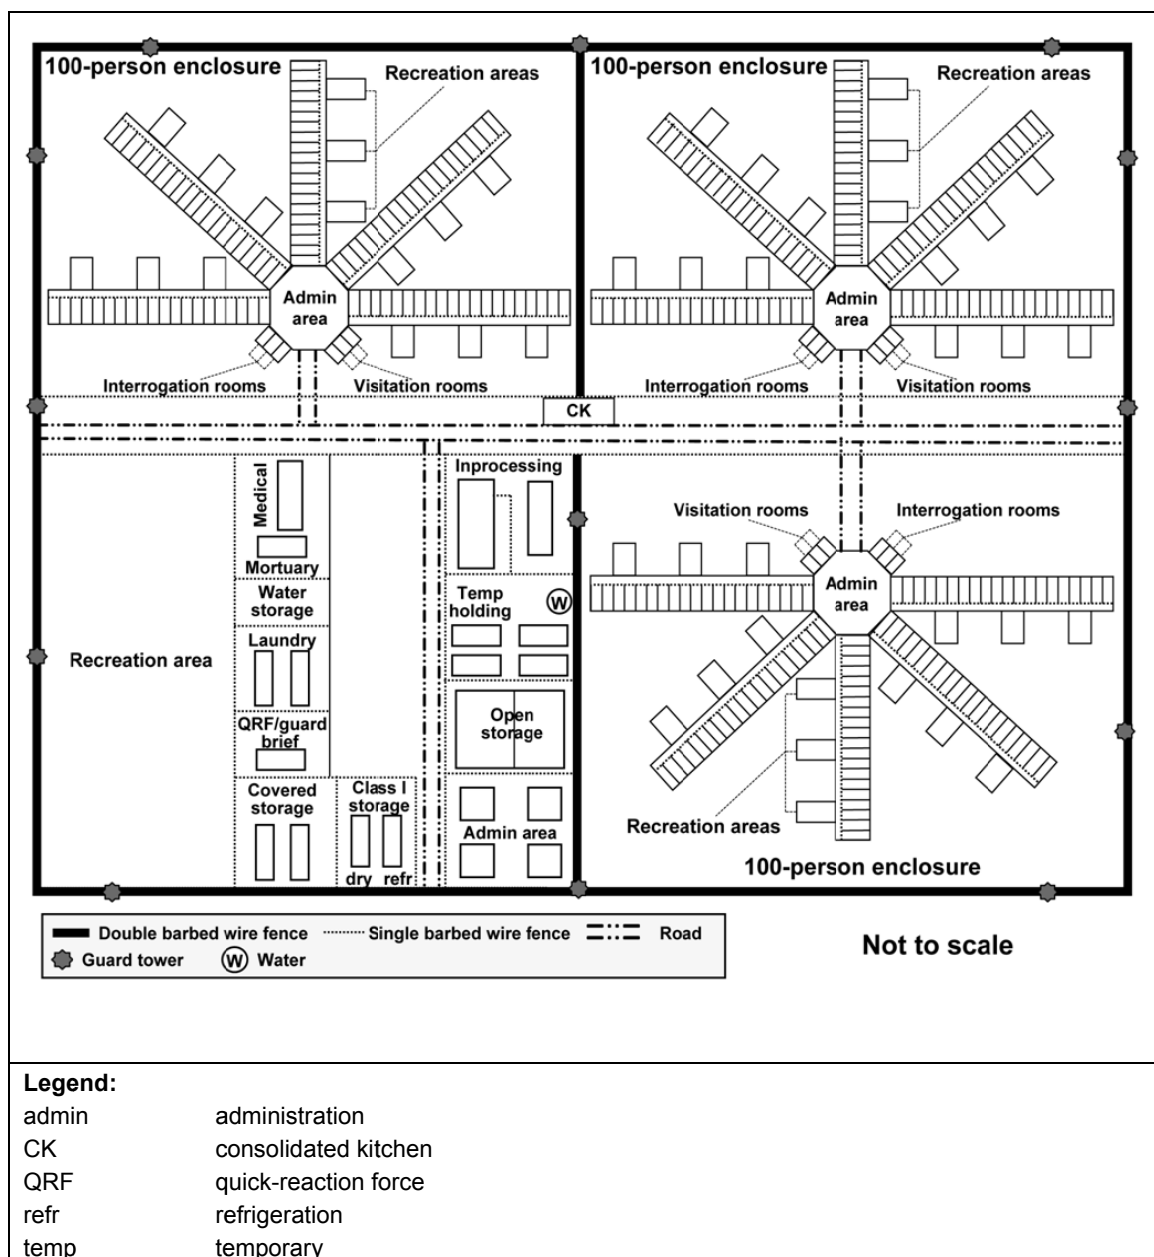 100-person enclosure
Recreation areas
100-person enclosure
Recreation areas
Admin
area
Admin
area
Interrogation rooms
Visitation rooms
Interrogation rooms
Visitation rooms
CK
Medical
Mortuary
Water
storage
Laundry
QRF/guard
brief
Covered
storage
Class I
storage
dry refr
Recreation area
Inprocessing
Temp
holding
W
Open
storage
Admin area
Visitation rooms
Interrogation rooms
Admin
area
Recreation areas
100-person enclosure
Double barbed wire fence Single barbed wire fence Road
Guard tower W Water
Not to scale
Legend:
admin administration
CK consolidated kitchen
QRF quick-reaction force
refr refrigeration
temp temporary